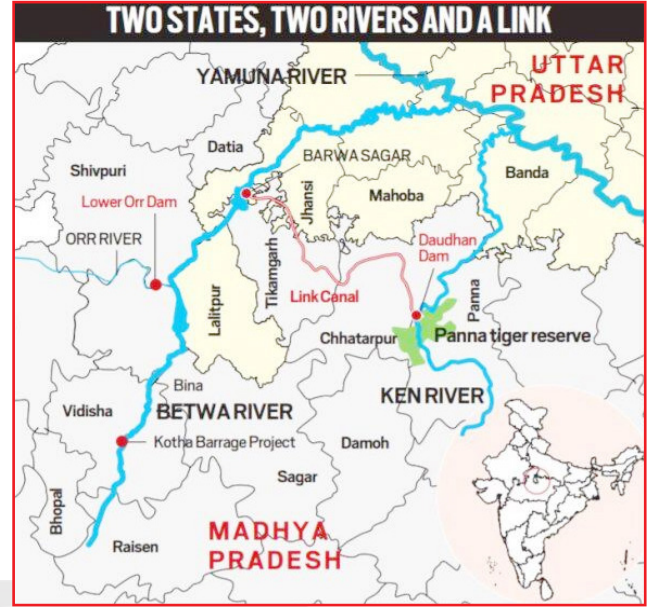 TWO STATES, TWO RIVERS AND A LINK
YAMUNA RIVER
UTTAR
PRADESH
Datia
BARWA SAGAR
Shivpuri
Banda
Lower Orr Dam
Jhansi
Mahoba
ORR RIVER
Daudhan
Dam
Tikamgarh
Link Canal
Lalitpur
Panna
Chhatarpur
Panna tiger reserve
Bina
Vidisha
BETWA RIVER
KEN RIVER
Kotha Barrage Project
Damoh
Sagar
Bhopal
MADHYA
PRADESH
Raisen